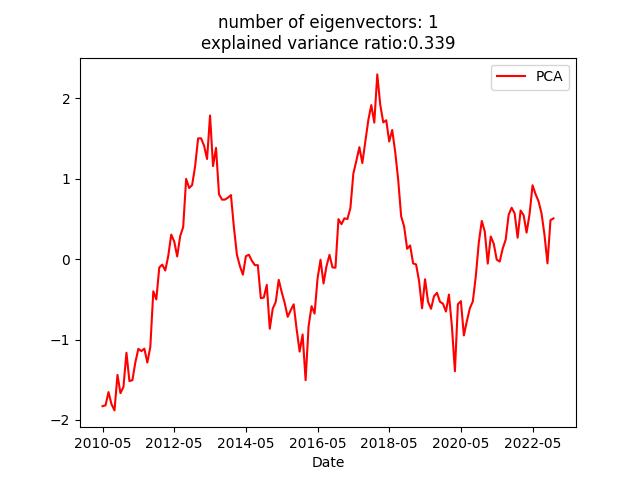 number of eigenvectors: 1
explained variance ratio:0.339
PCA
2
1
0
−1
−2
2010-05 2012-05 2014-05 2016-05 2018-05 2020-05 2022-05
Date